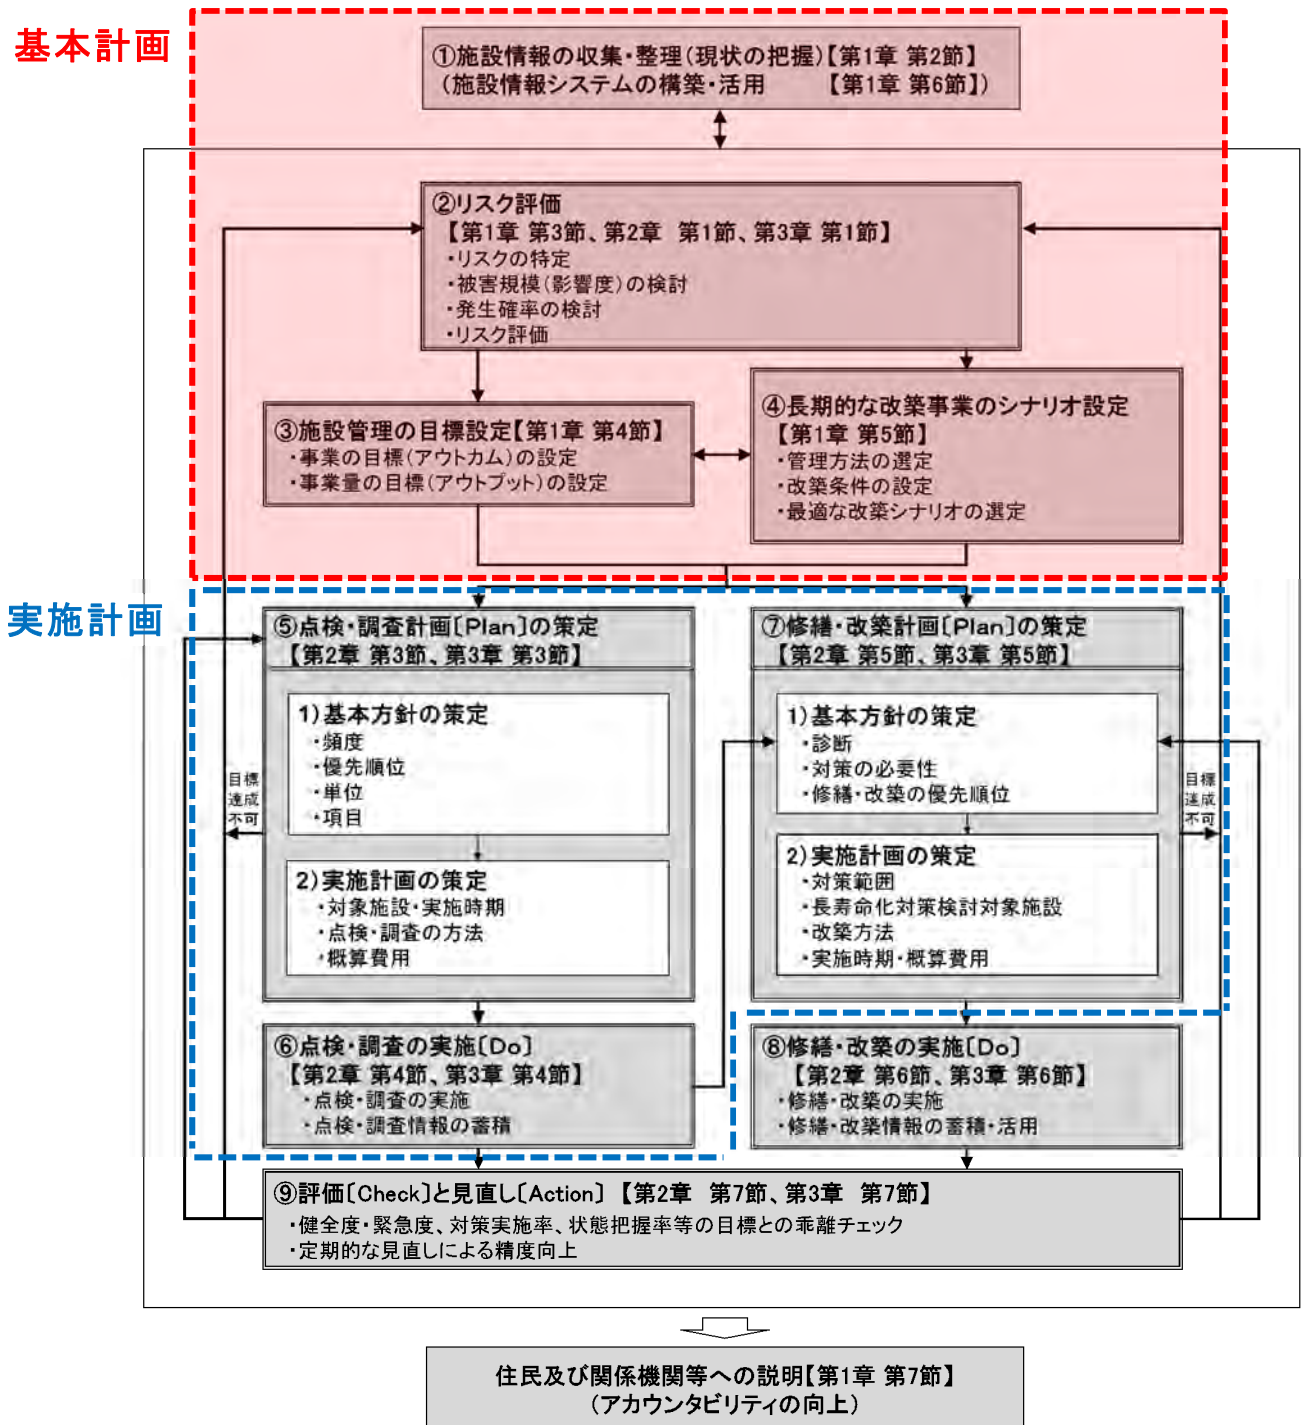 基本計画
①施設情報の収集・整理(現状の把握)【第1章 第2節】
(施設情報システムの構築・活用 【第1章 第6節】)
②リスク評価
【第1章 第3節、第2章 第1節、第3章 第1節】
・リスクの特定
・被害規模(影響度)の検討
・発生確率の検討
・リスク評価
③施設管理の目標設定【第1章 第4節】
・事業の目標(アウトカム)の設定
・事業量の目標(アウトプット)の設定
④長期的な改築事業のシナリオ設定
【第1章 第5節】
・管理方法の選定
・改築条件の設定
・最適な改築シナリオの選定
実施計画
⑤点検・調査計画〔Plan〕の策定
【第2章 第3節、第3章 第3節】
1)基本方針の策定
・頻度
・優先順位
・単位
・項目
目標
達成
不可
2)実施計画の策定
・対象施設・実施時期
・点検・調査の方法
・概算費用
⑦修繕・改築計画〔Plan〕の策定
【第2章 第5節、第3章 第5節】
1)基本方針の策定
・診断
・対策の必要性
・修繕・改築の優先順位
目標
達成
不可
2)実施計画の策定
・対策範囲
・長寿命化対策検討対象施設
・改築方法
・実施時期・概算費用
⑥点検・調査の実施〔Do〕
【第2章 第4節、第3章 第4節】
・点検・調査の実施
・点検・調査情報の蓄積
⑧修繕・改築の実施〔Do〕
【第2章 第6節、第3章 第6節】
・修繕・改築の実施
・修繕・改築情報の蓄積・活用
⑨評価〔Check〕と見直し〔Action〕【第2章 第7節、第3章 第7節】
・健全度・緊急度、対策実施率、状態把握率等の目標との乖離チェック
・定期的な見直しによる精度向上
住民及び関係機関等への説明【第1章 第7節】
(アカウンタビリティの向上)